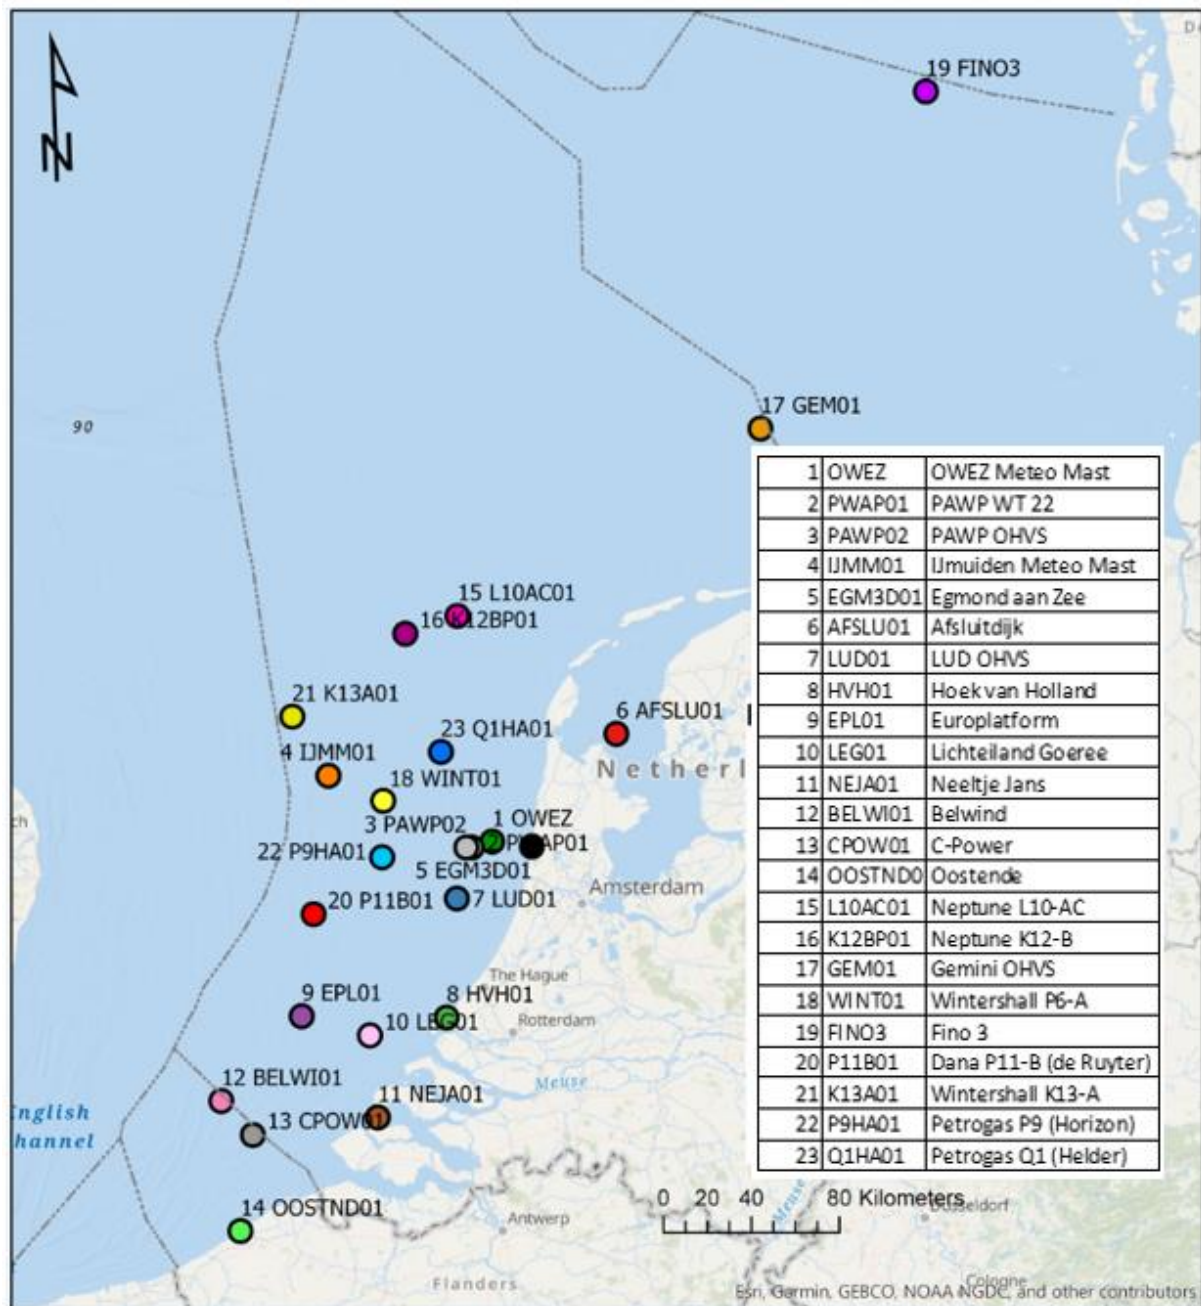 De
19 FINO3
N
90
17 GEM01
1 OWEZ OWEZ Meteo Mast
2 PWAP01 PAWP WT 22
3 PAWP02 PAWP OHVS
4 IJMM01 IJmuiden Meteo Mast
5 EGM3D01 Egmond aan Zee
6 AFSLU01 Afsluitdijk
7 LUD01 LUD OHVS
8 HVH01 Hoek van Holland
9 EPL01 Europlatform
10 LEG01 Lichteiland Goeree
11 NEJA01 Neeltje Jans
12 BELWI01 Belwind
13 CPOW01 C-Power
14 OOSTND0 Oostende
15 L10AC01 Neptune L10-AC
16 K12BP01 Neptune K12-B
17 GEM01 Gemini OHVS
18 WINT01 Wintershall P6-A
19 FINO3 Fino 3
20 P11B01 Dana P11-B (de Ruyter)
21 K13A01 Wintershall K13-A
22 P9HA01 Petrogas P9 (Horizon)
23 Q1HA01 Petrogas Q1 (Helder)
15 L10AC01
16 K12BP01
21 K13A01
6 AFSLU01
23 Q1HA01
4 IJMM01
Netherl
18 WINT01
ch
3 PAWP02
1 OWEZ
22 P9HA01
5 EGM3D01
Amsterdam
20 P11B01
7 LUD01
The Hague
9 EPL01
8 HVH01
10 LEG01
Rotterdam
12 BELWI01
Meuse
11 NEJA01
English
hannel
13 CPOW01
14 OOSTND01
0 20 40 80 Kilometers
Meuse
Antwerp
Düsseldorf
Flanders
Cologne
Esri, Garmin, GEBCO, NOAA NGDC, and other contributors